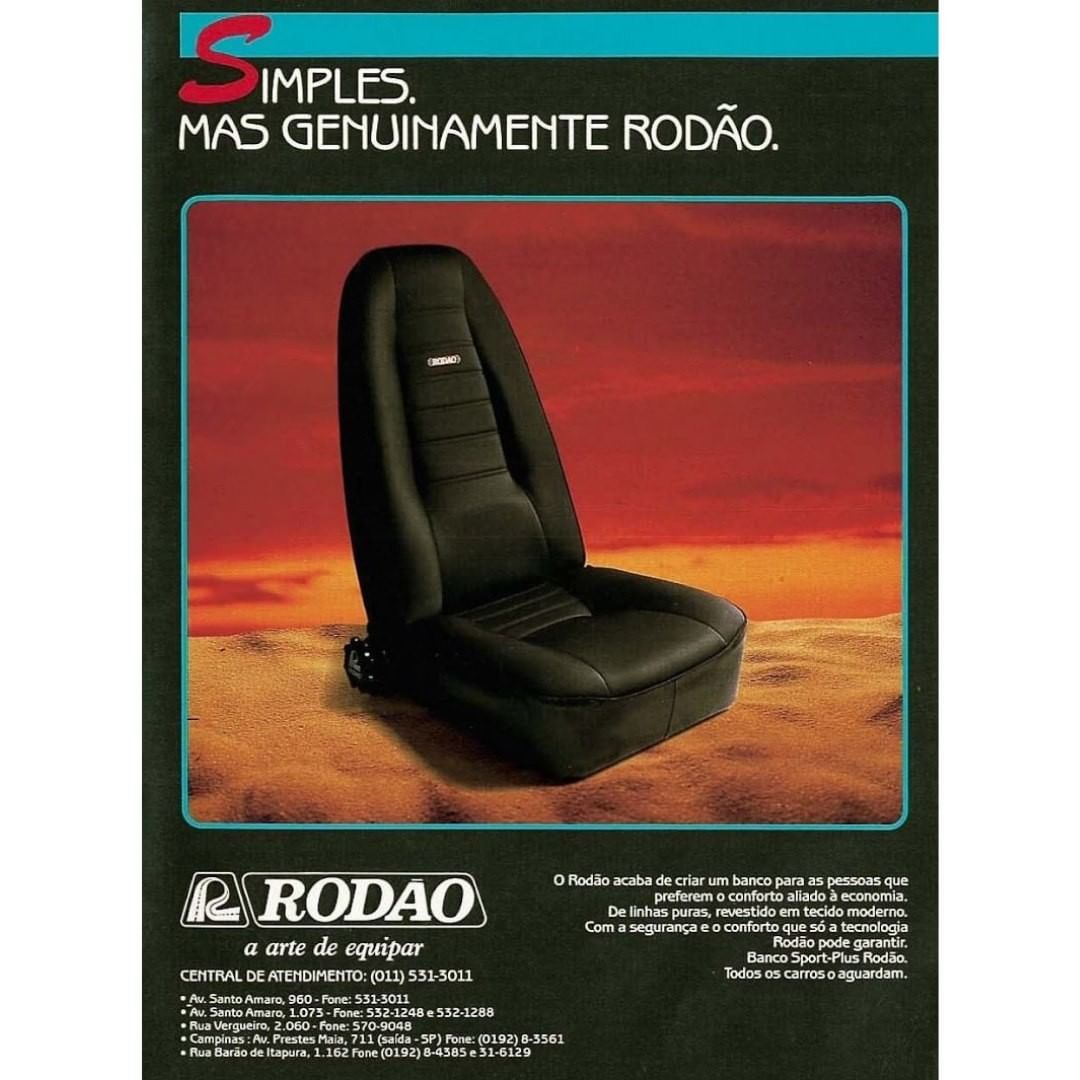 SIMPLES.
MAS GENUINAMENTE RODÃO.
RODÃO
R RODÃO
a arte de equipar
CENTRAL DE ATENDIMENTO: (011) 531-3011
• Av. Santo Amaro, 960 - Fone: 531-3011
• Av. Santo Amaro, 1.073 - Fone: 532-1248 e 532-1288
• Rua Vergueiro, 2.060 - Fone: 570-9048
• Campinas : Av. Prestes Maia, 711 (saída - SP) Fone: (0192) 8-3561
• Rua Barão de Itapura, 1.162 Fone (0192) 8-4385 e 31-6129
O Rodão acaba de criar um banco para as pessoas que
preferem o conforto aliado à economia.
De linhas puras, revestido em tecido moderno.
Com a segurança e o conforto que só a tecnologia
Rodão pode garantir.
Banco Sport-Plus Rodão.
Todos os carros o aguardam.